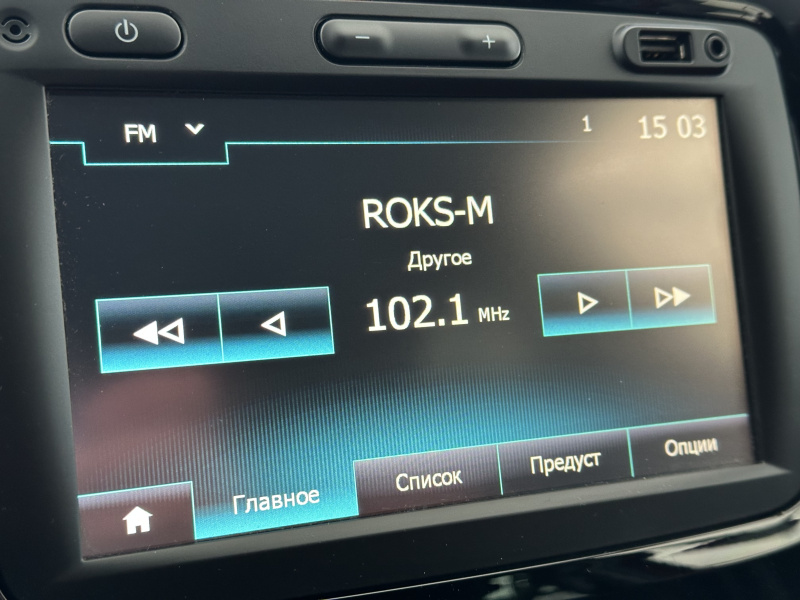 FM
1
15 03
ROKS-M
Другое
102.1 MHz
Главное
Список
Предуст
Опции